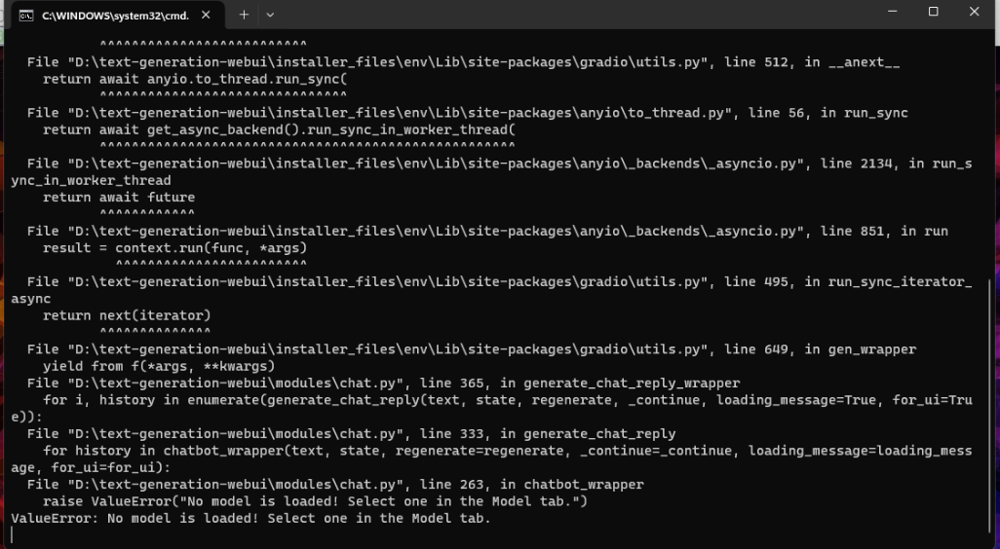 C:\WINDOWS\system32\cmd.
^^^^^^^^^^^^^^^^^^^^^^^^^^
File "D:\text-generation-webui\installer_files\env\Lib\site-packages\gradio\utils.py", line 512, in __anext__
return await anyio.to_thread.run_sync(
^^^^^^^^^^^^^^^^^^^^^^^^^^^^^^^
File "D:\text-generation-webui\installer_files\env\Lib\site-packages\anyio\to_thread.py", line 56, in run_sync
return await get_async_backend().run_sync_in_worker_thread(
^^^^^^^^^^^^^^^^^^^^^^^^^^^^^^^^^^^^^^^^^^^^^^^^^^^^
File "D:\text-generation-webui\installer_files\env\Lib\site-packages\anyio\_backends\_asyncio.py", line 2134, in run_s
ync_in_worker_thread
return await future
^^^^^^^^^^^^
File "D:\text-generation-webui\installer_files\env\Lib\site-packages\anyio\_backends\_asyncio.py", line 851, in run
result = context.run(func, *args)
^^^^^^^^^^^^^^^^^^^^^^^^
File "D:\text-generation-webui\installer_files\env\Lib\site-packages\gradio\utils.py", line 495, in run_sync_iterator_
async
return next(iterator)
^^^^^^^^^^^^^^
File "D:\text-generation-webui\installer_files\env\Lib\site-packages\gradio\utils.py", line 649, in gen_wrapper
yield from f(*args, **kwargs)
File "D:\text-generation-webui\modules\chat.py", line 365, in generate_chat_reply_wrapper
for i, history in enumerate(generate_chat_reply(text, state, regenerate, _continue, loading_message=True, for_ui=Tru
e)):
File "D:\text-generation-webui\modules\chat.py", line 333, in generate_chat_reply
for history in chatbot_wrapper(text, state, regenerate=regenerate, _continue=_continue, loading_message=loading_mess
age, for_ui=for_ui):
File "D:\text-generation-webui\modules\chat.py", line 263, in chatbot_wrapper
raise ValueError("No model is loaded! Select one in the Model tab.")
ValueError: No model is loaded! Select one in the Model tab.